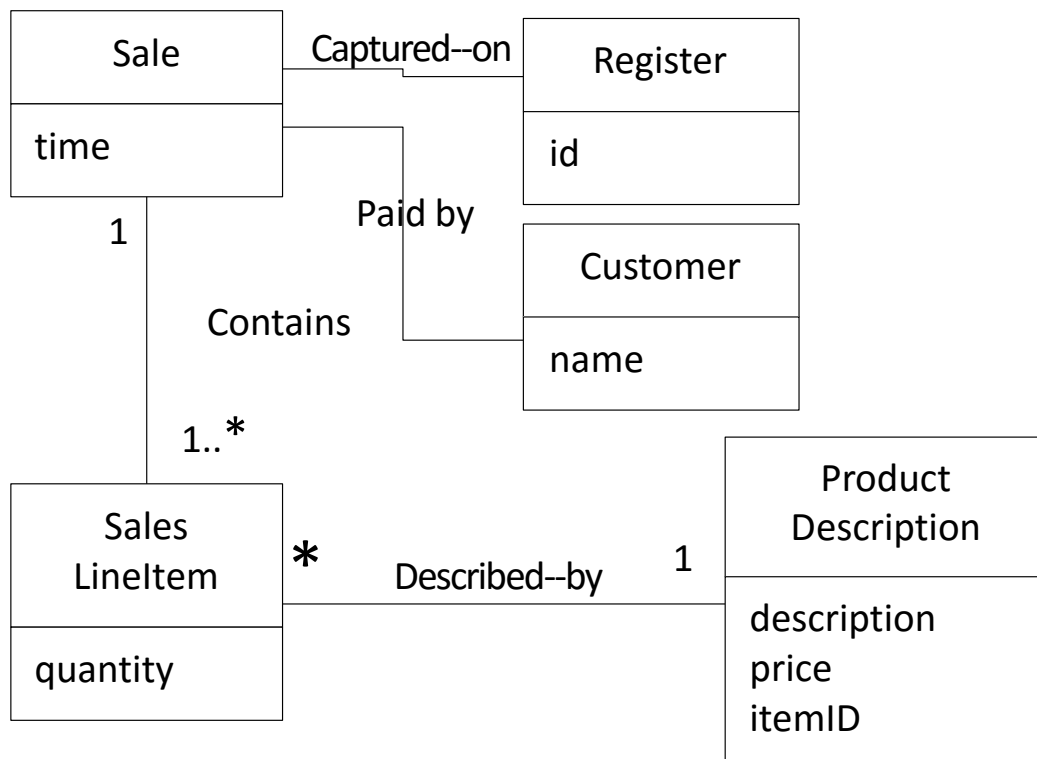 Sale
Captured--on
Register
time
id
1
Paid by
Customer
Contains
name
1..*
Sales
LineItem
*
Described--by
1
Product
Description
quantity
description
price
itemID